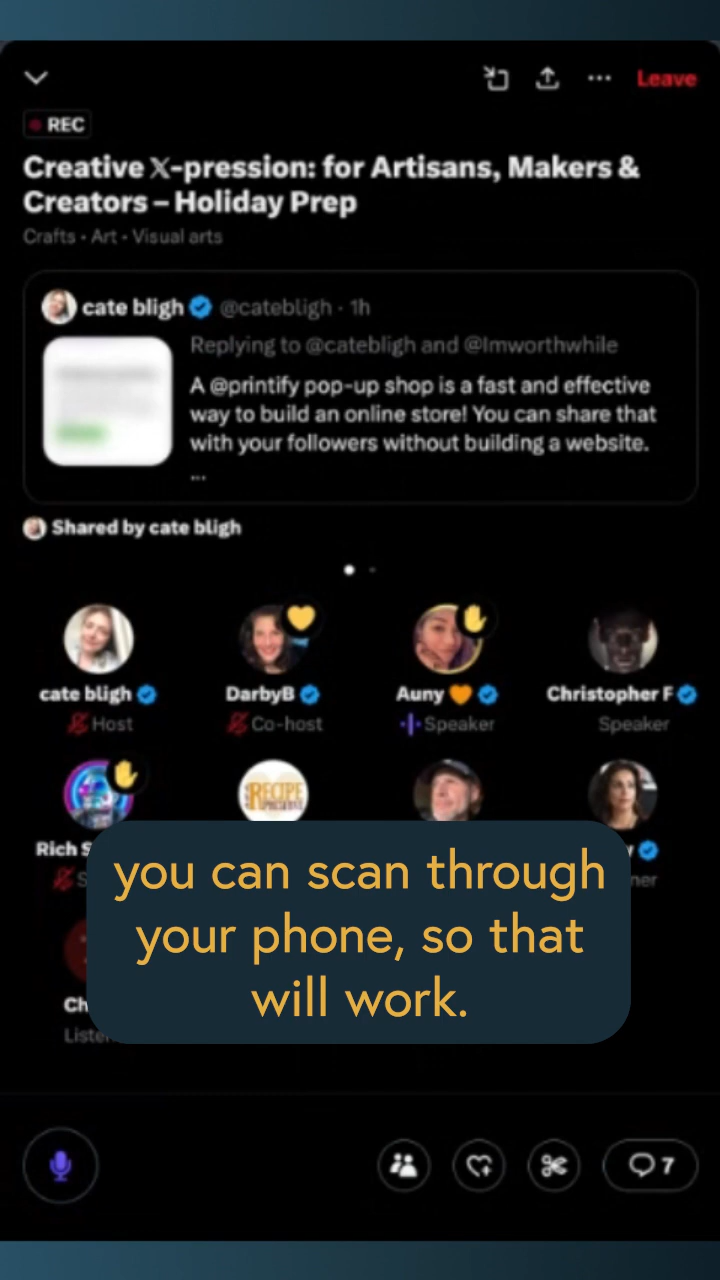 Leave
REC
Creative 𝕏-pression: for Artisans, Makers &
Creators – Holiday Prep
Crafts • Art • Visual arts
cate bligh @catebligh · 1h
Replying to @catebligh and @Imworthwhile
A @printify pop-up shop is a fast and effective
way to build an online store! You can share that
with your followers without building a website.
...
Shared by cate bligh
cate bligh DarbyB Auny 🧡 Christopher F
Host Co-host Speaker Speaker
RECIPE
Rich
you can scan through
your phone, so that
will work.
7